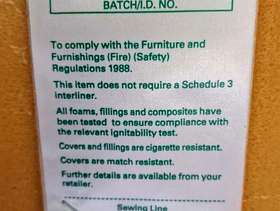 BATCH/I.D. NO.
To comply with the Furniture and
Furnishings (Fire) (Safety)
Regulations 1988.
This item does not require a Schedule 3
interliner.
All foams, fillings and composites have
been tested to ensure compliance with
the relevant ignitability test.
Covers and fillings are cigarette resistant.
Covers are match resistant.
Further details are available from your
retailer.
Sewing Line